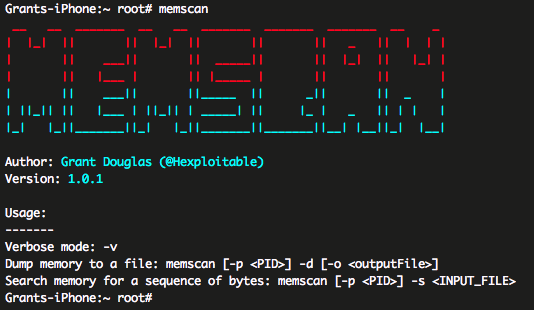 Grants-iPhone:~ root# memscan
MEMSCAN
Author: Grant Douglas (@Hexploitable)
Version: 1.0.1
Usage:
-------
Verbose mode: -v
Dump memory to a file: memscan [-p <PID>] -d [-o <outputFile>]
Search memory for a sequence of bytes: memscan [-p <PID>] -s <INPUT_FILE>
Grants-iPhone:~ root#